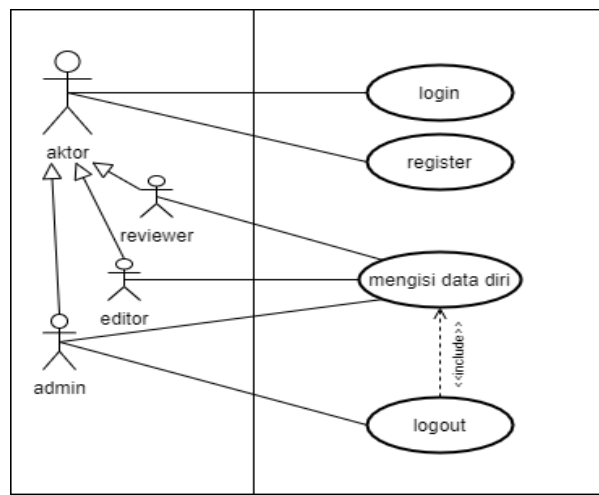 login
aktor
register
reviewer
mengisi data diri
editor
<<include>>
admin
logout